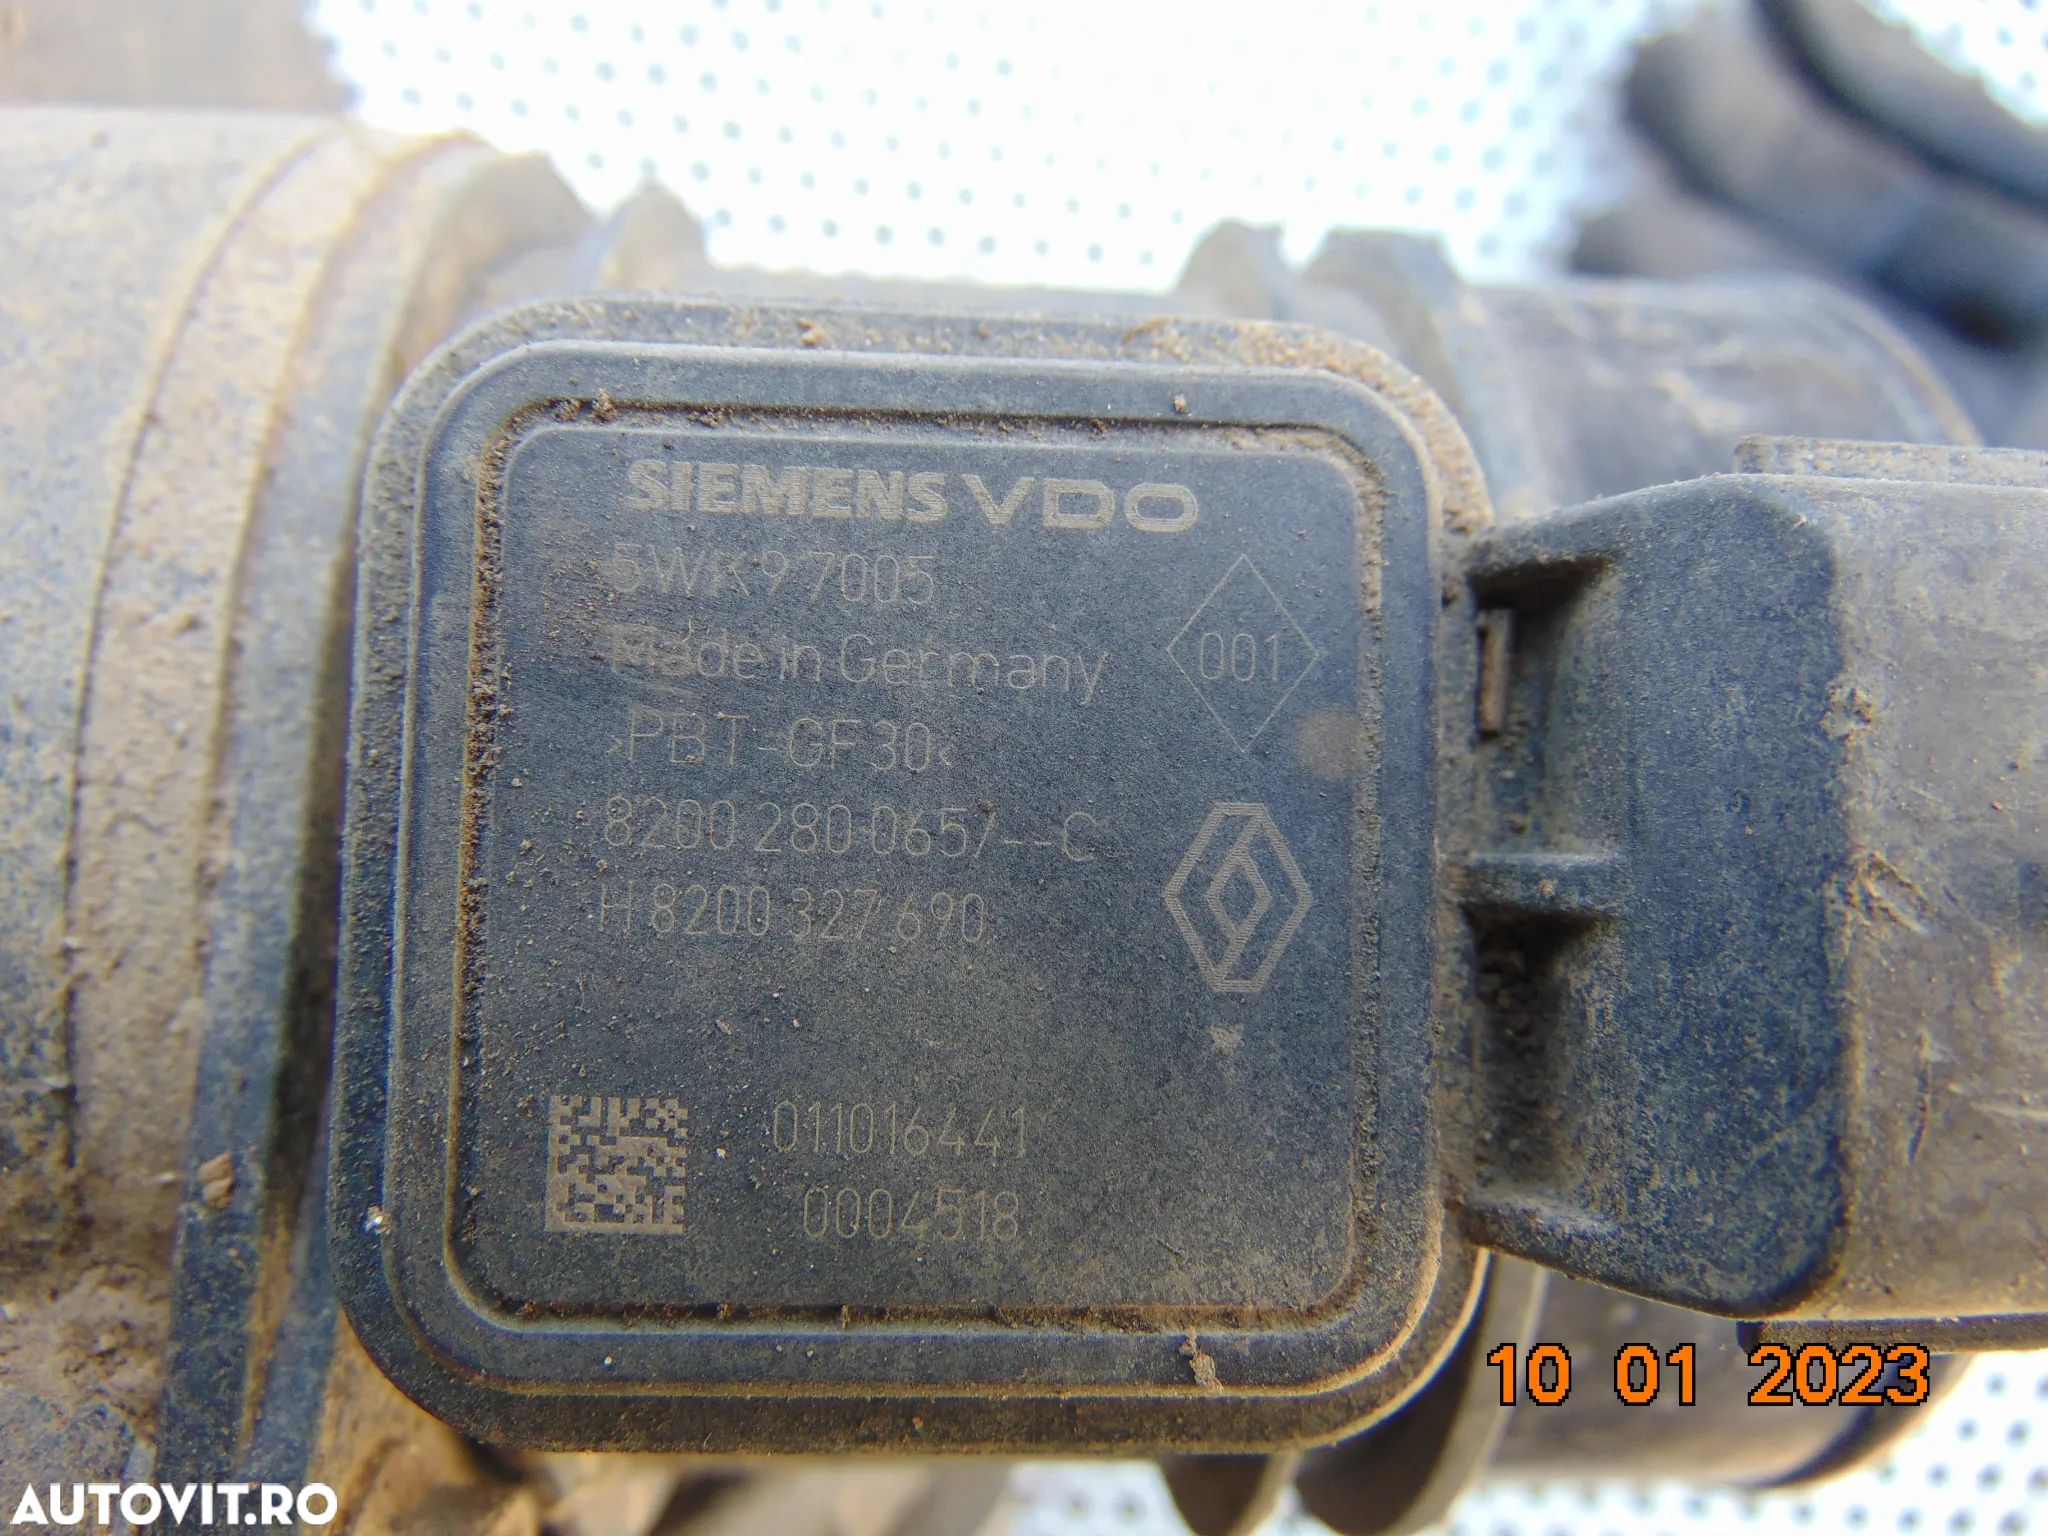 SIEMENS VDO
5WK97005
Made in Germany
001
>PBT-GF30<
8200 280 065/--C
H8200 327 690
011016441
0004518
10 01 2023
AUTOVIT.RO